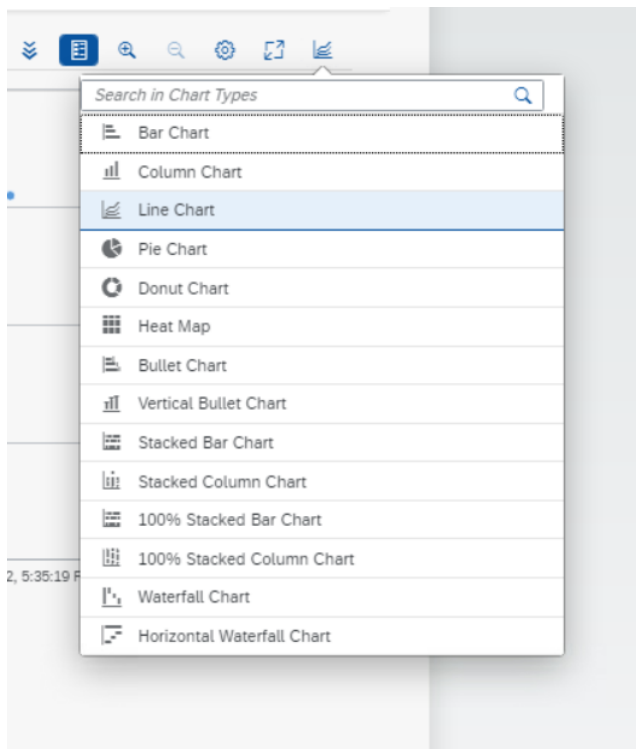 Search in Chart Types
Bar Chart
Column Chart
Line Chart
Pie Chart
Donut Chart
Heat Map
Bullet Chart
Vertical Bullet Chart
Stacked Bar Chart
Stacked Column Chart
100% Stacked Bar Chart
100% Stacked Column Chart
2, 5:35:19 P
Waterfall Chart
Horizontal Waterfall Chart